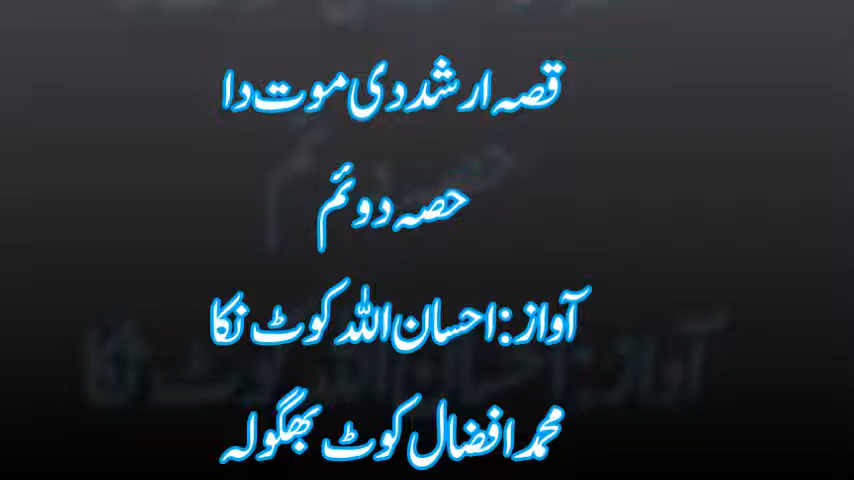 قصہ ارشد دی موت دا
حصہ دوئم
آواز: احسان اللہ کوٹ نکا
محمد افضال کوٹ بھگولہ